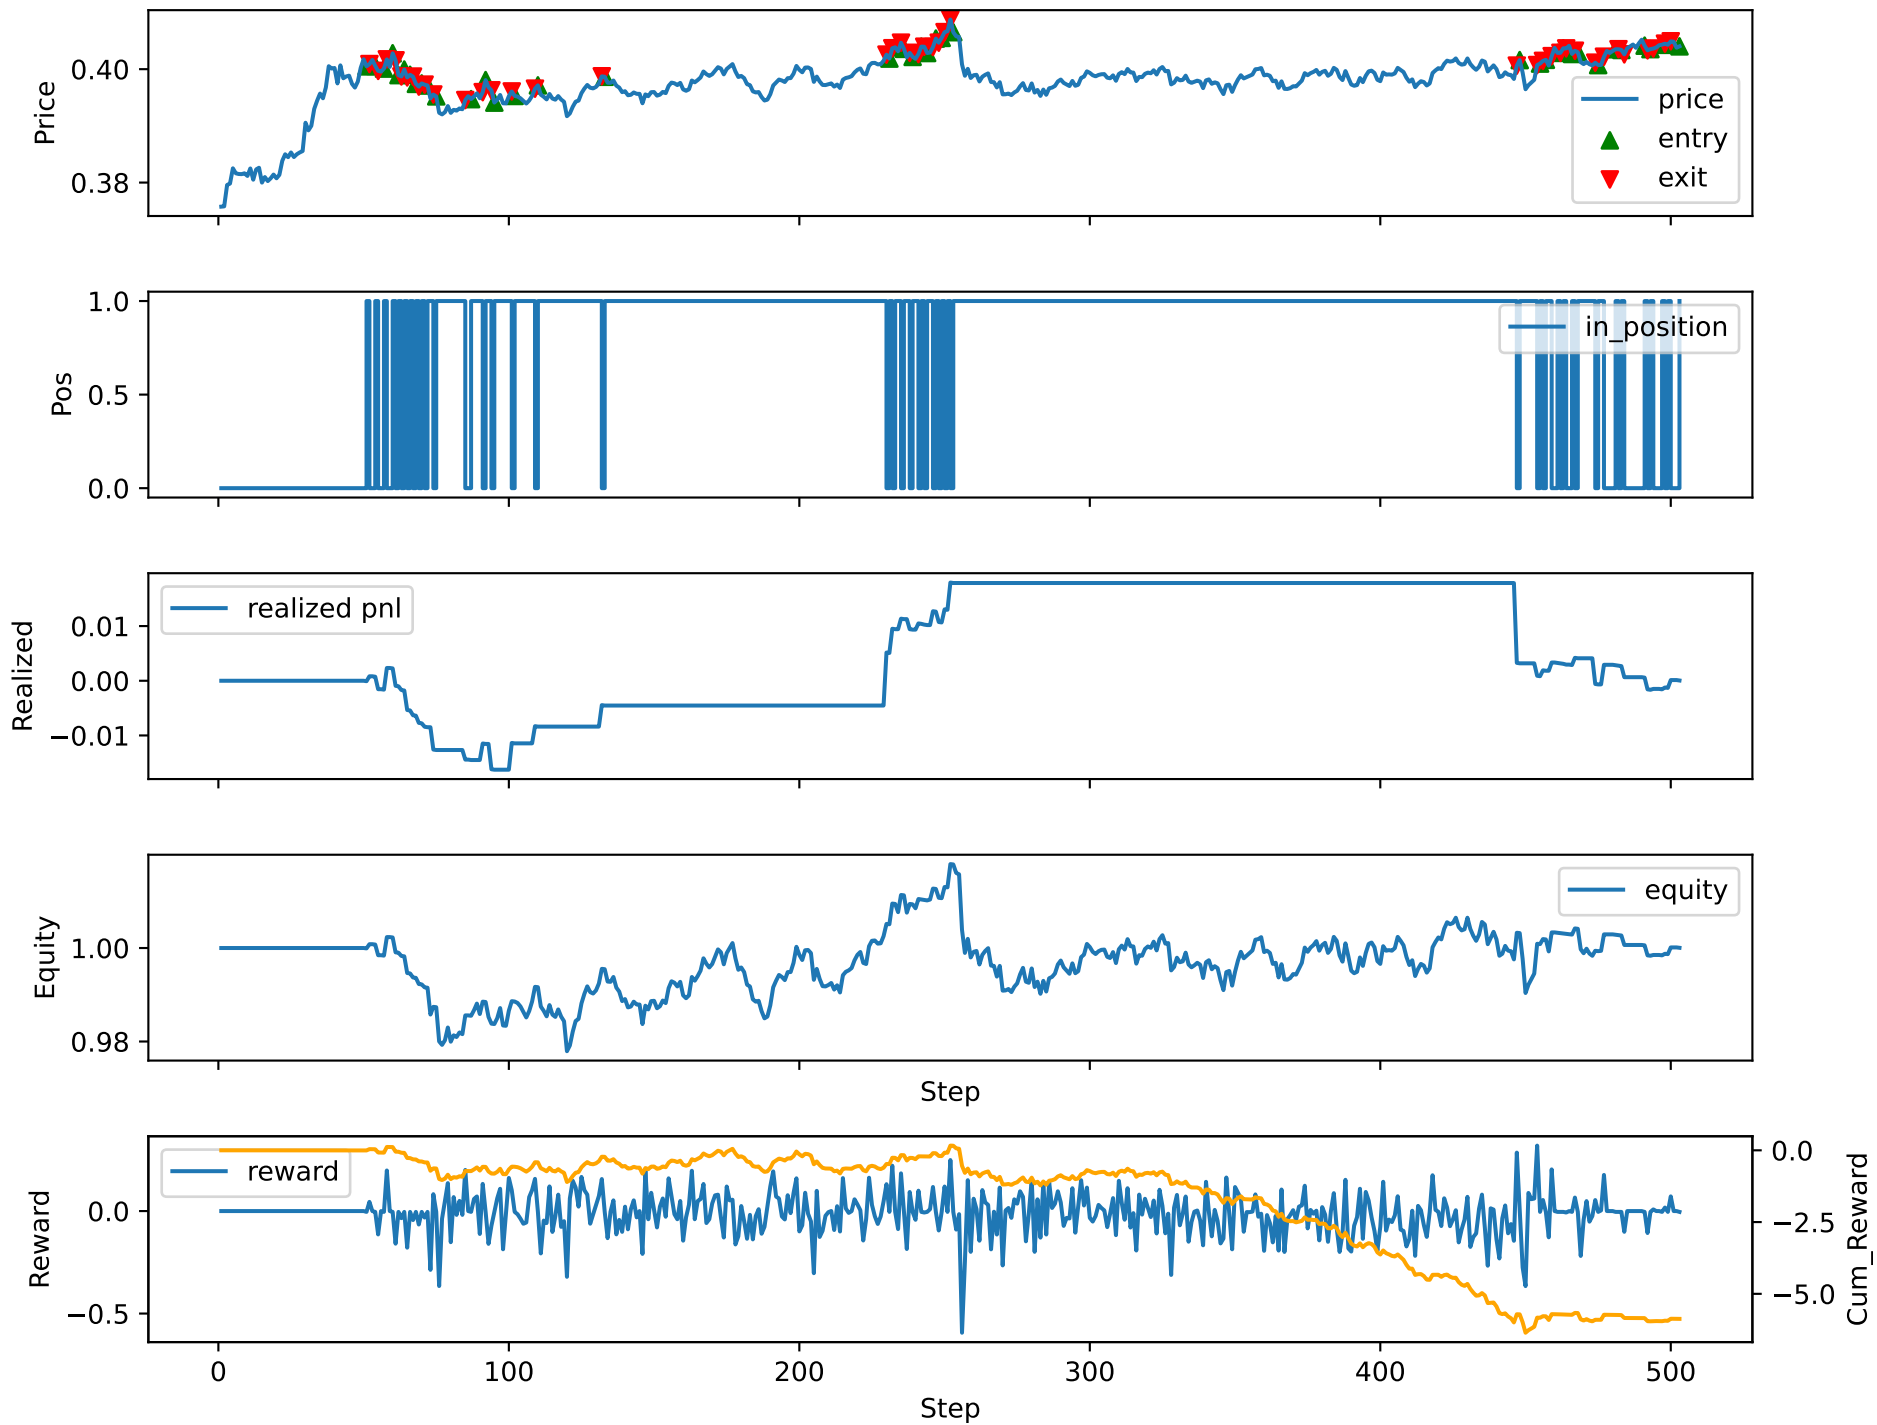 Price
0.40
0.38
price
entry
exit
Pos
1.0
0.5
0.0
in_position
Realized
0.01
0.00
−0.01
realized pnl
Equity
1.00
0.98
equity
Step
Reward
0.0
−0.5
reward
0.0
−2.5
−5.0
Cum_Reward
0
100
200
300
400
500
Step